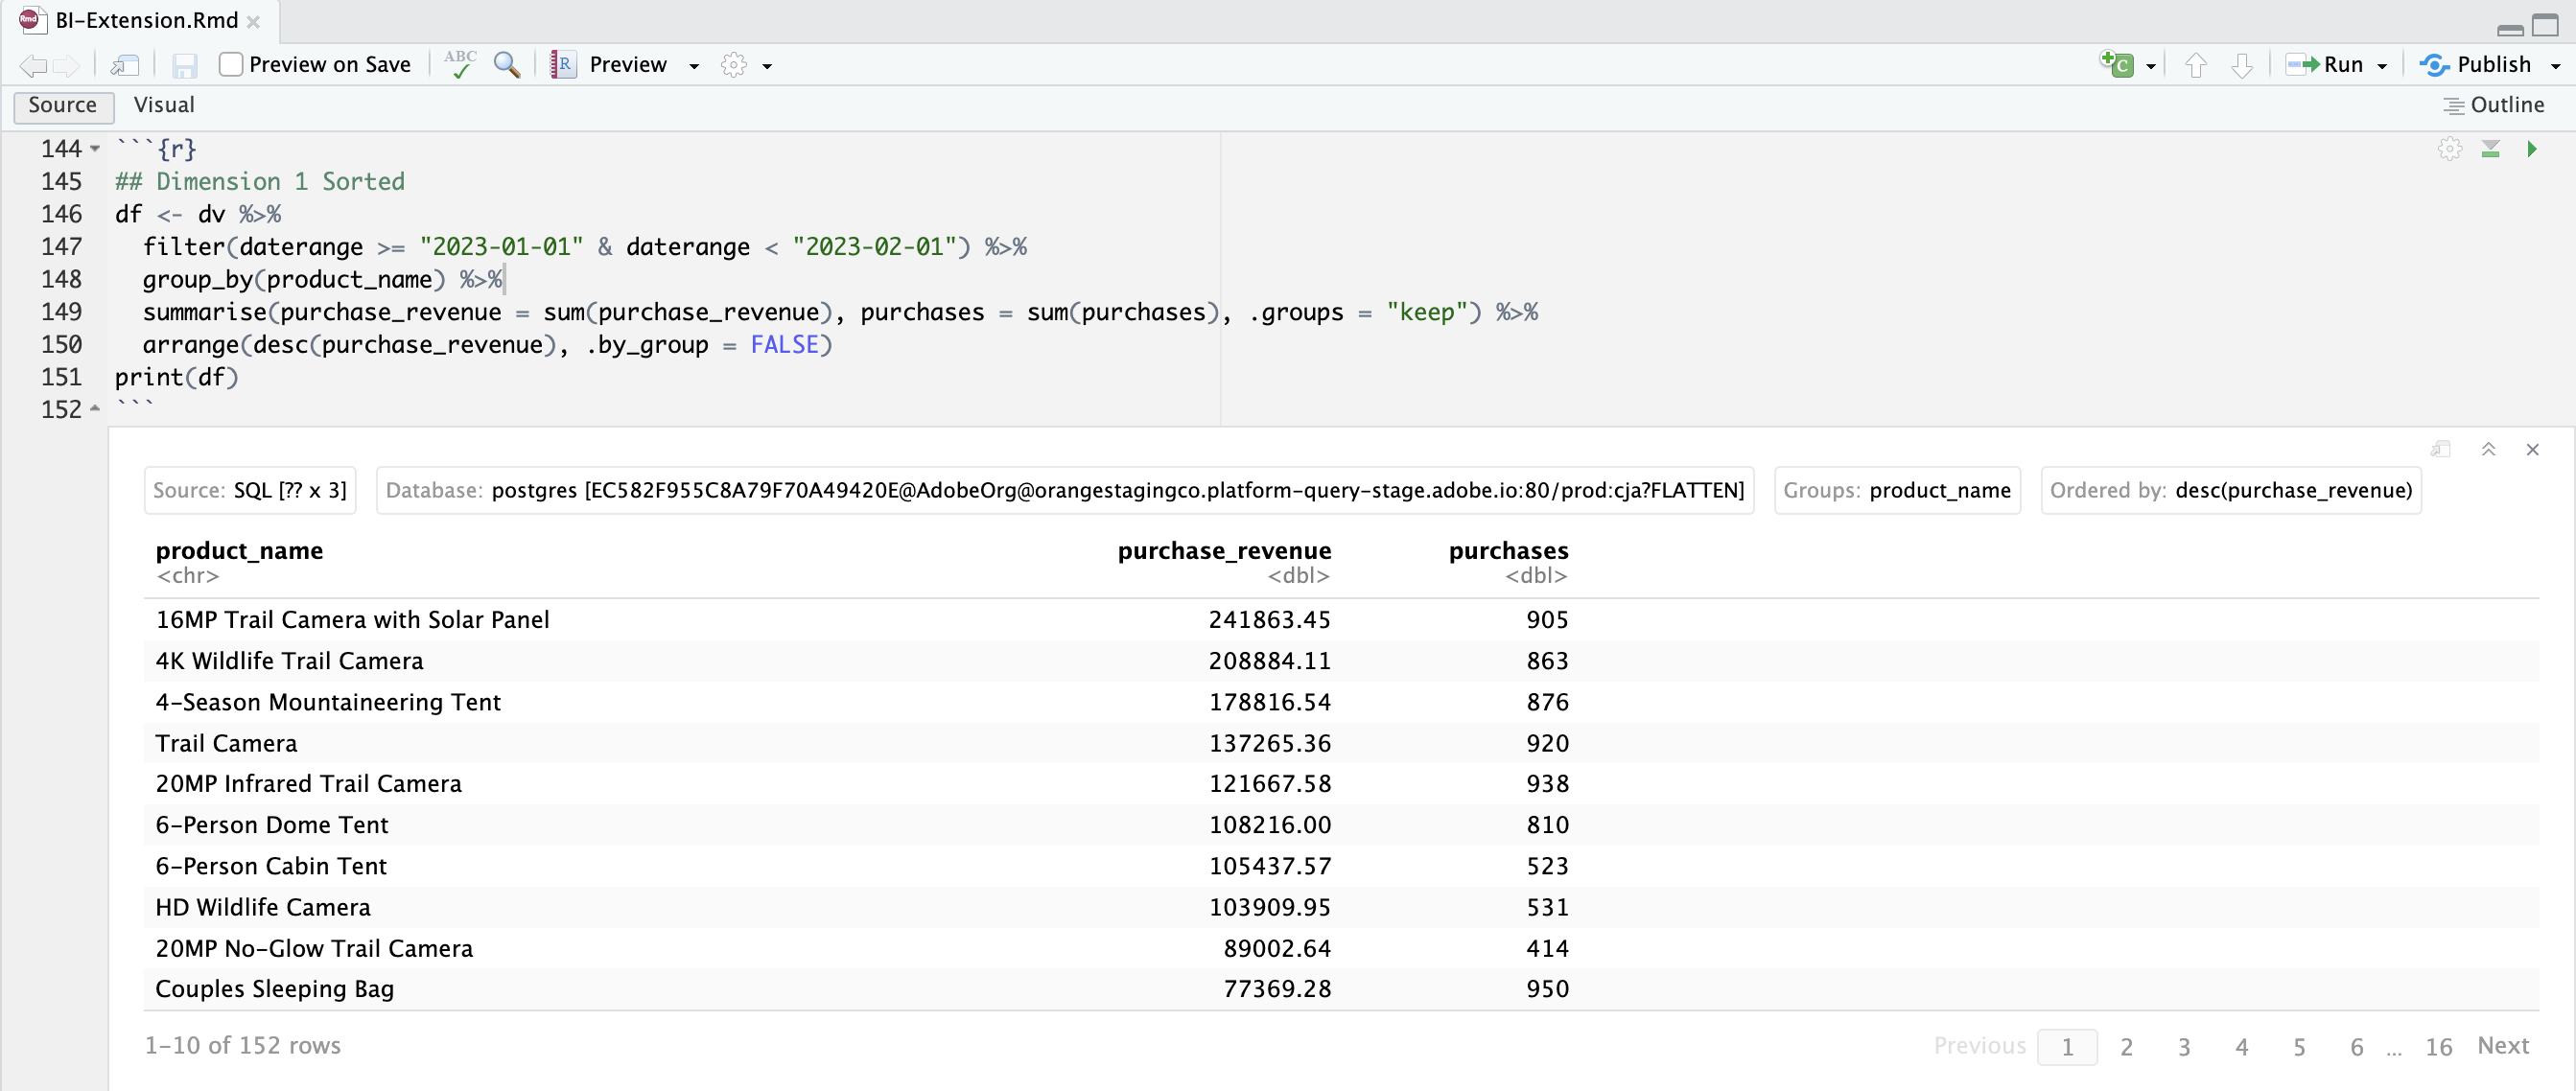 BI-Extension.Rmd
Preview on Save ABC R Preview C Run Publish
Source Visual Outline
144 ```{r}
145 ## Dimension 1 Sorted
146 df <- dv %>%
147 filter(daterange >= "2023-01-01" & daterange < "2023-02-01") %>%
148 group_by(product_name) %>%
149 summarise(purchase_revenue = sum(purchase_revenue), purchases = sum(purchases), .groups = "keep") %>%
150 arrange(desc(purchase_revenue), .by_group = FALSE)
151 print(df)
152 ```
Source: SQL [?? x 3] Database: postgres [EC582F955C8A79F70A49420E@AdobeOrg@orangestagingco.platform-query-stage.adobe.io:80/prod:cja?FLATTEN] Groups: product_name Ordered by: desc(purchase_revenue)
product_name purchase_revenue purchases
<chr> <dbl> <dbl>
16MP Trail Camera with Solar Panel 241863.45 905
4K Wildlife Trail Camera 208884.11 863
4-Season Mountaineering Tent 178816.54 876
Trail Camera 137265.36 920
20MP Infrared Trail Camera 121667.58 938
6-Person Dome Tent 108216.00 810
6-Person Cabin Tent 105437.57 523
HD Wildlife Camera 103909.95 531
20MP No-Glow Trail Camera 89002.64 414
Couples Sleeping Bag 77369.28 950
1-10 of 152 rows Previous 1 2 3 4 5 6 ... 16 Next